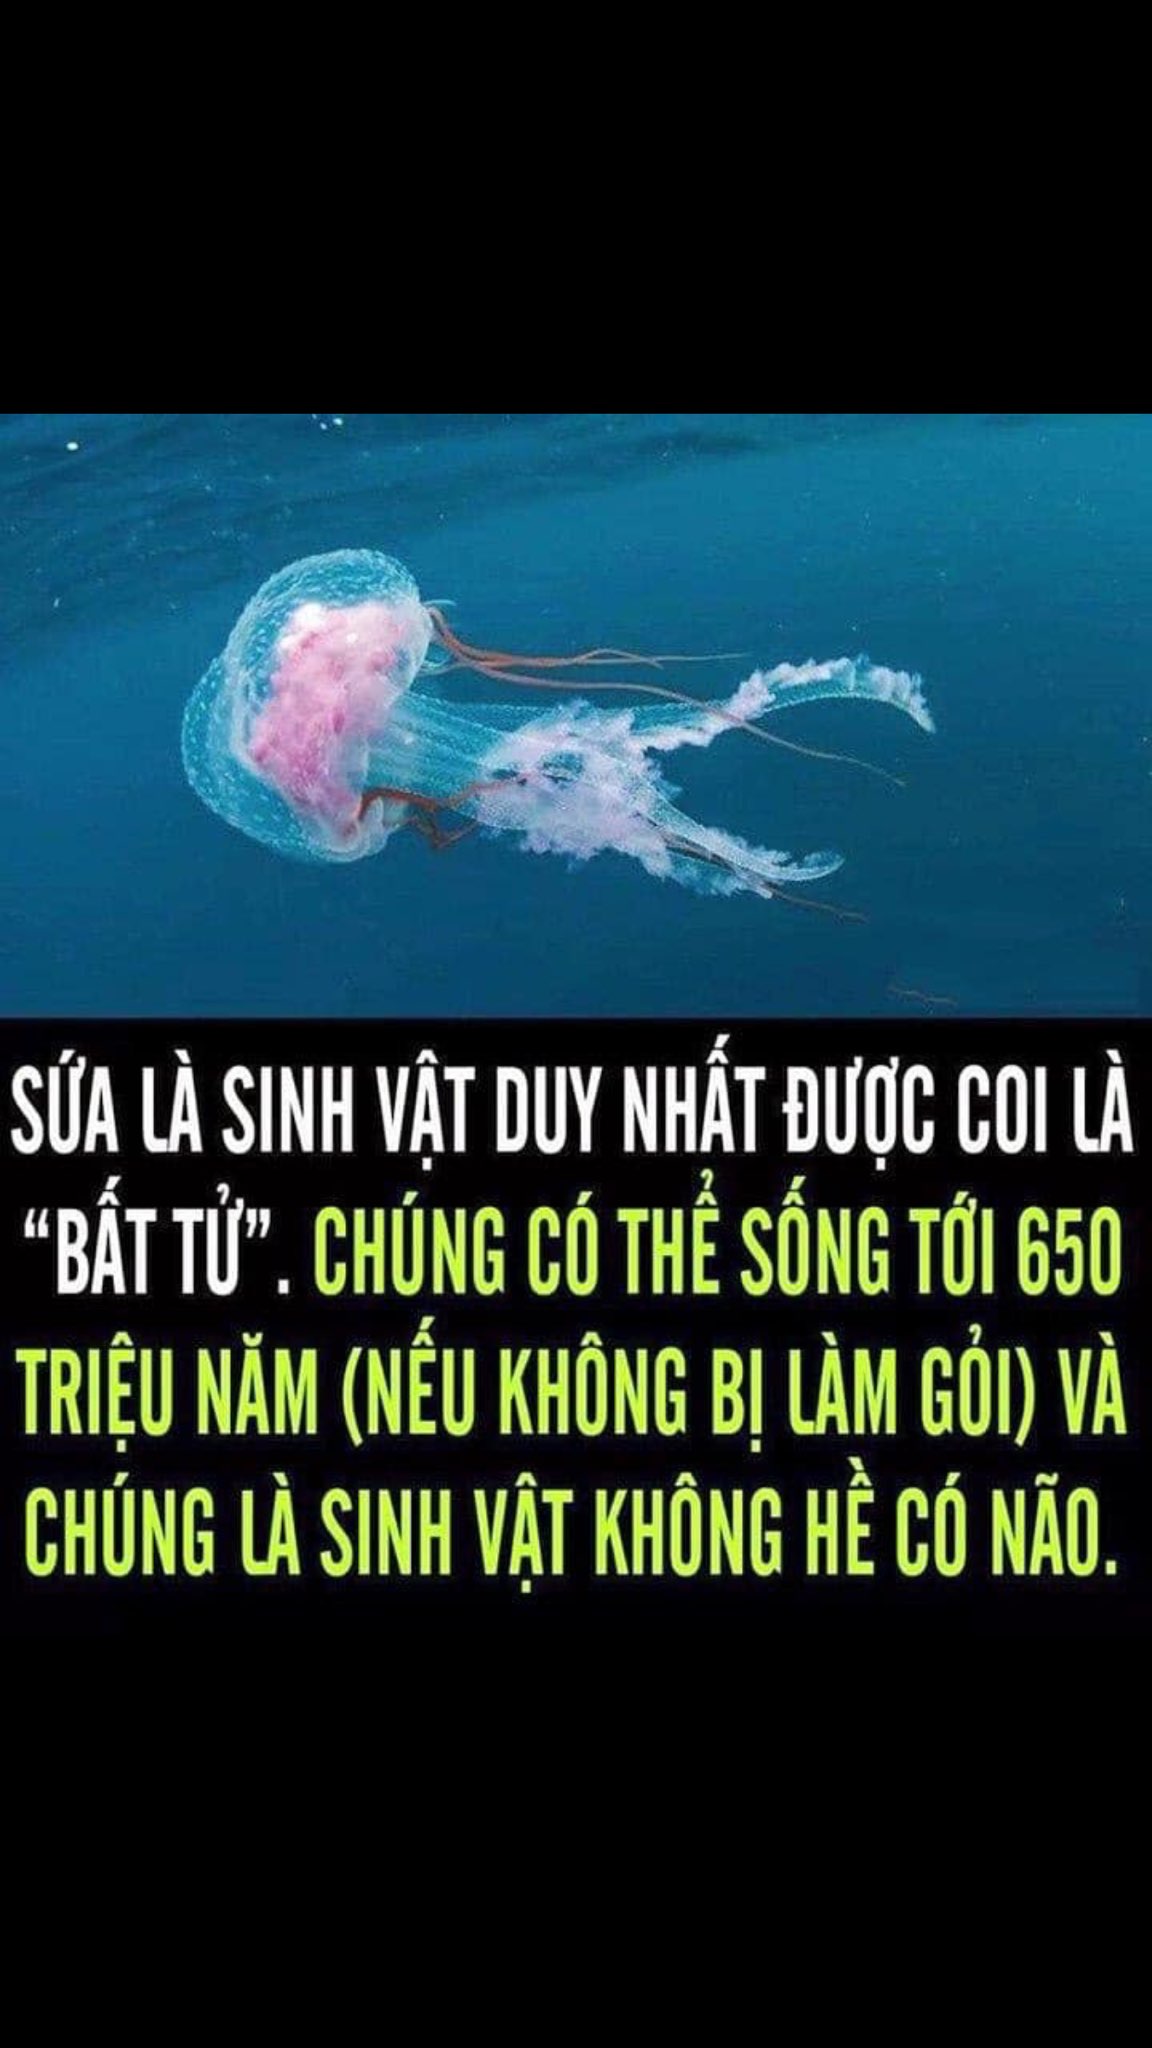 SỨA LÀ SINH VẬT DUY NHẤT ĐƯỢC COI LÀ
“BẤT TỬ”. CHÚNG CÓ THỂ SỐNG TỚI 650
TRIỆU NĂM (NẾU KHÔNG BỊ LÀM GỎI) VÀ
CHÚNG LÀ SINH VẬT KHÔNG HỀ CÓ NÃO.